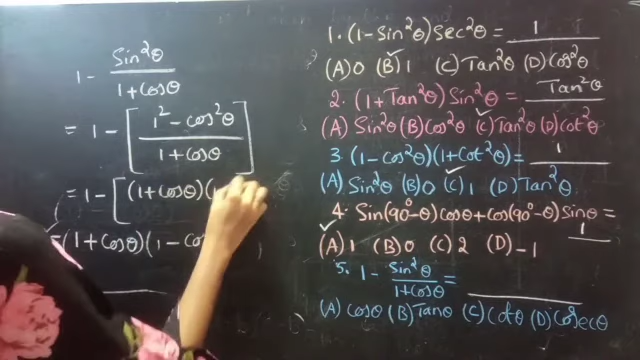 1 - Sin²θ / 1+cosθ
= 1 - [ 1² - cos²θ / 1+cosθ ]
= 1 - [ (1+cosθ)(1
(1+cosθ)(1 - cos )
1. (1-Sin²θ)Sec²θ = 1
(A) 0 (B) ✓ 1 (C) Tan²θ (D) Cos²θ
2. (1+Tan²θ)Sin²θ = Tan²θ
(A) Sin²θ (B) Cos²θ (C) ✓ Tan²θ (D) cot²θ
3. (1-cos²θ)(1+Cot²θ) = 1
(A) Sin²θ (B) 0 (C) ✓ 1 (D) Tan²θ
4. Sin(90°-θ)cosθ+cos(90°-θ)Sinθ = 1
✓ (A) 1 (B) 0 (C) 2 (D) -1
5. 1 - Sin²θ / 1+cosθ =
(A) cosθ (B) Tanθ (C) Cotθ (D) Cosecθ